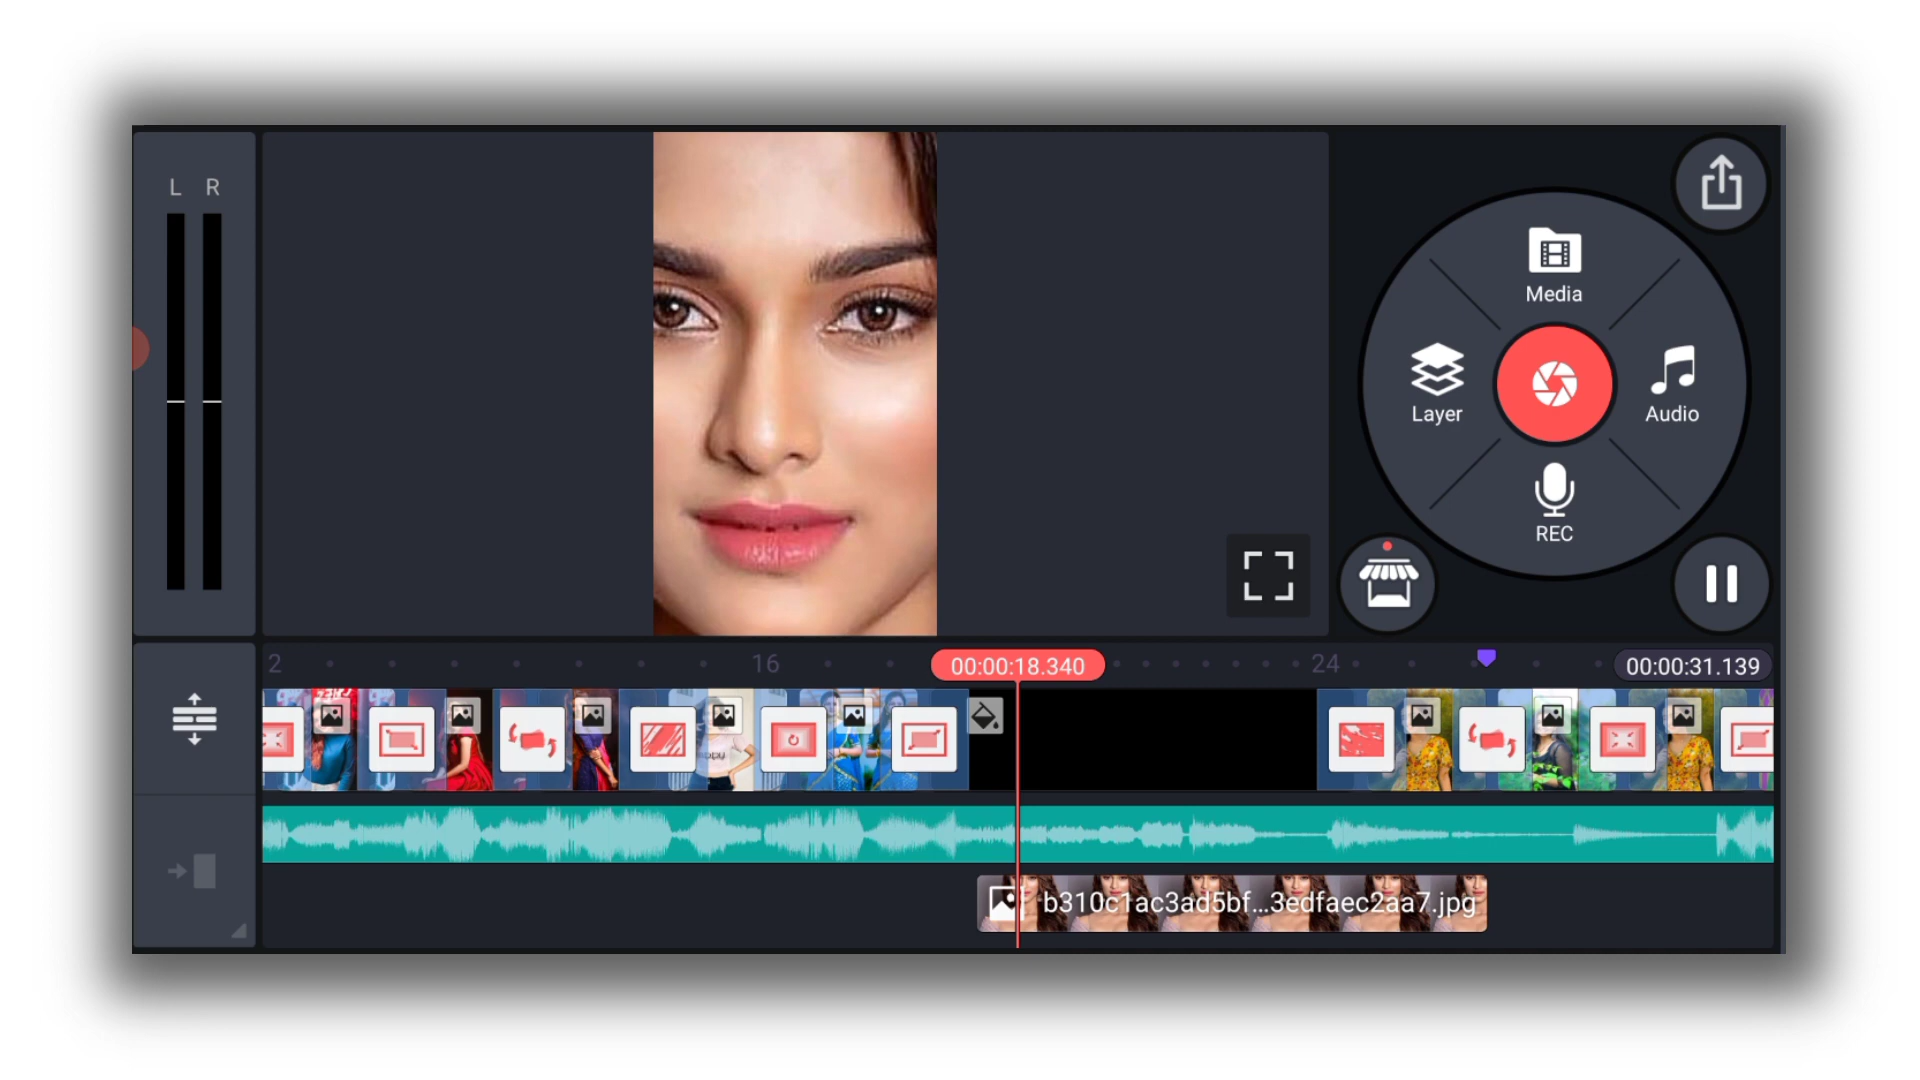 L R
Media
Layer
Audio
REC
2
16
00:00:18.340
24
00:00:31.139
b310c1ac3ad5bf...3edfaec2aa7.jpg